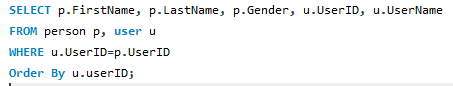 SELECT p.FirstName, p.LastName, p.Gender, u.UserID, u.UserName
FROM person p, user u
WHERE u.UserID=p.UserID
Order By u.userID;